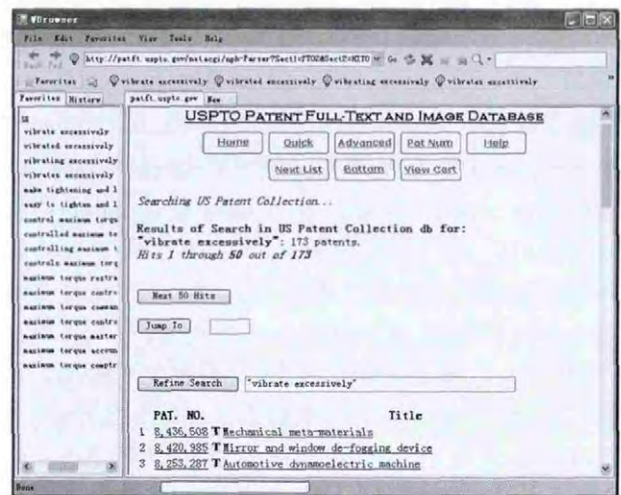 VBrowser
File Edit Favorites View Tools Help
Back Fwd http://patft.uspto.gov/netacgi/nph-Parser?Sect1=PTO2&Sect2=HITO Go
Favorites vibrate excessively vibrated excessively vibrating excessively vibrates excessively
Favorites History
patft.uspto.gov New
vibrate excessively
vibrated excessively
vibrating excessively
vibrates excessively
make tightening and l
easy to tighten and l
control maximum torqu
controlled maximum to
controlling maximum t
controls maximum torq
maximum torque restra
maximum torque contro
maximum torque comman
maximum torque contro
maximum torque master
maximum torque accoun
maximum torque comptr
USPTO PATENT FULL-TEXT AND IMAGE DATABASE
Home Quick Advanced Pat Num Help
Next List Bottom View Cart
Searching US Patent Collection...
Results of Search in US Patent Collection db for:
"vibrate excessively": 173 patents.
Hits 1 through 50 out of 173
Next 50 Hits
Jump To
Refine Search "vibrate excessively"
PAT. NO. Title
1 8,436,508 T Mechanical meta-materials
2 8,420,985 T Mirror and window de-fogging device
3 8,253,287 T Automotive dynamoelectric machine
Done